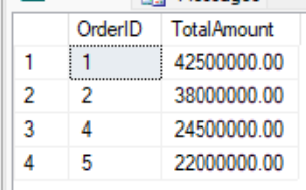 Messages
OrderID TotalAmount
1 1 42500000.00
2 2 38000000.00
3 4 24500000.00
4 5 22000000.00